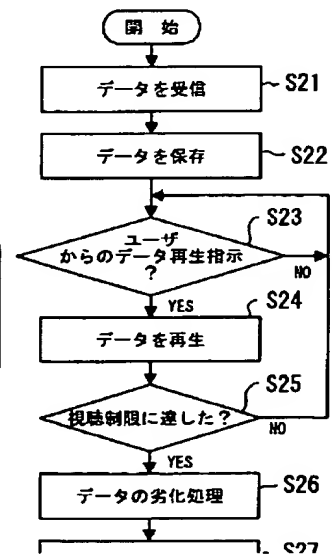 開 始
データを受信
S21
データを保存
S22
S23
ユーザ
からのデータ再生指示
?
NO
YES
S24
データを再生
S25
視聴制限に達した?
NO
YES
データの劣化処理
S26
S27